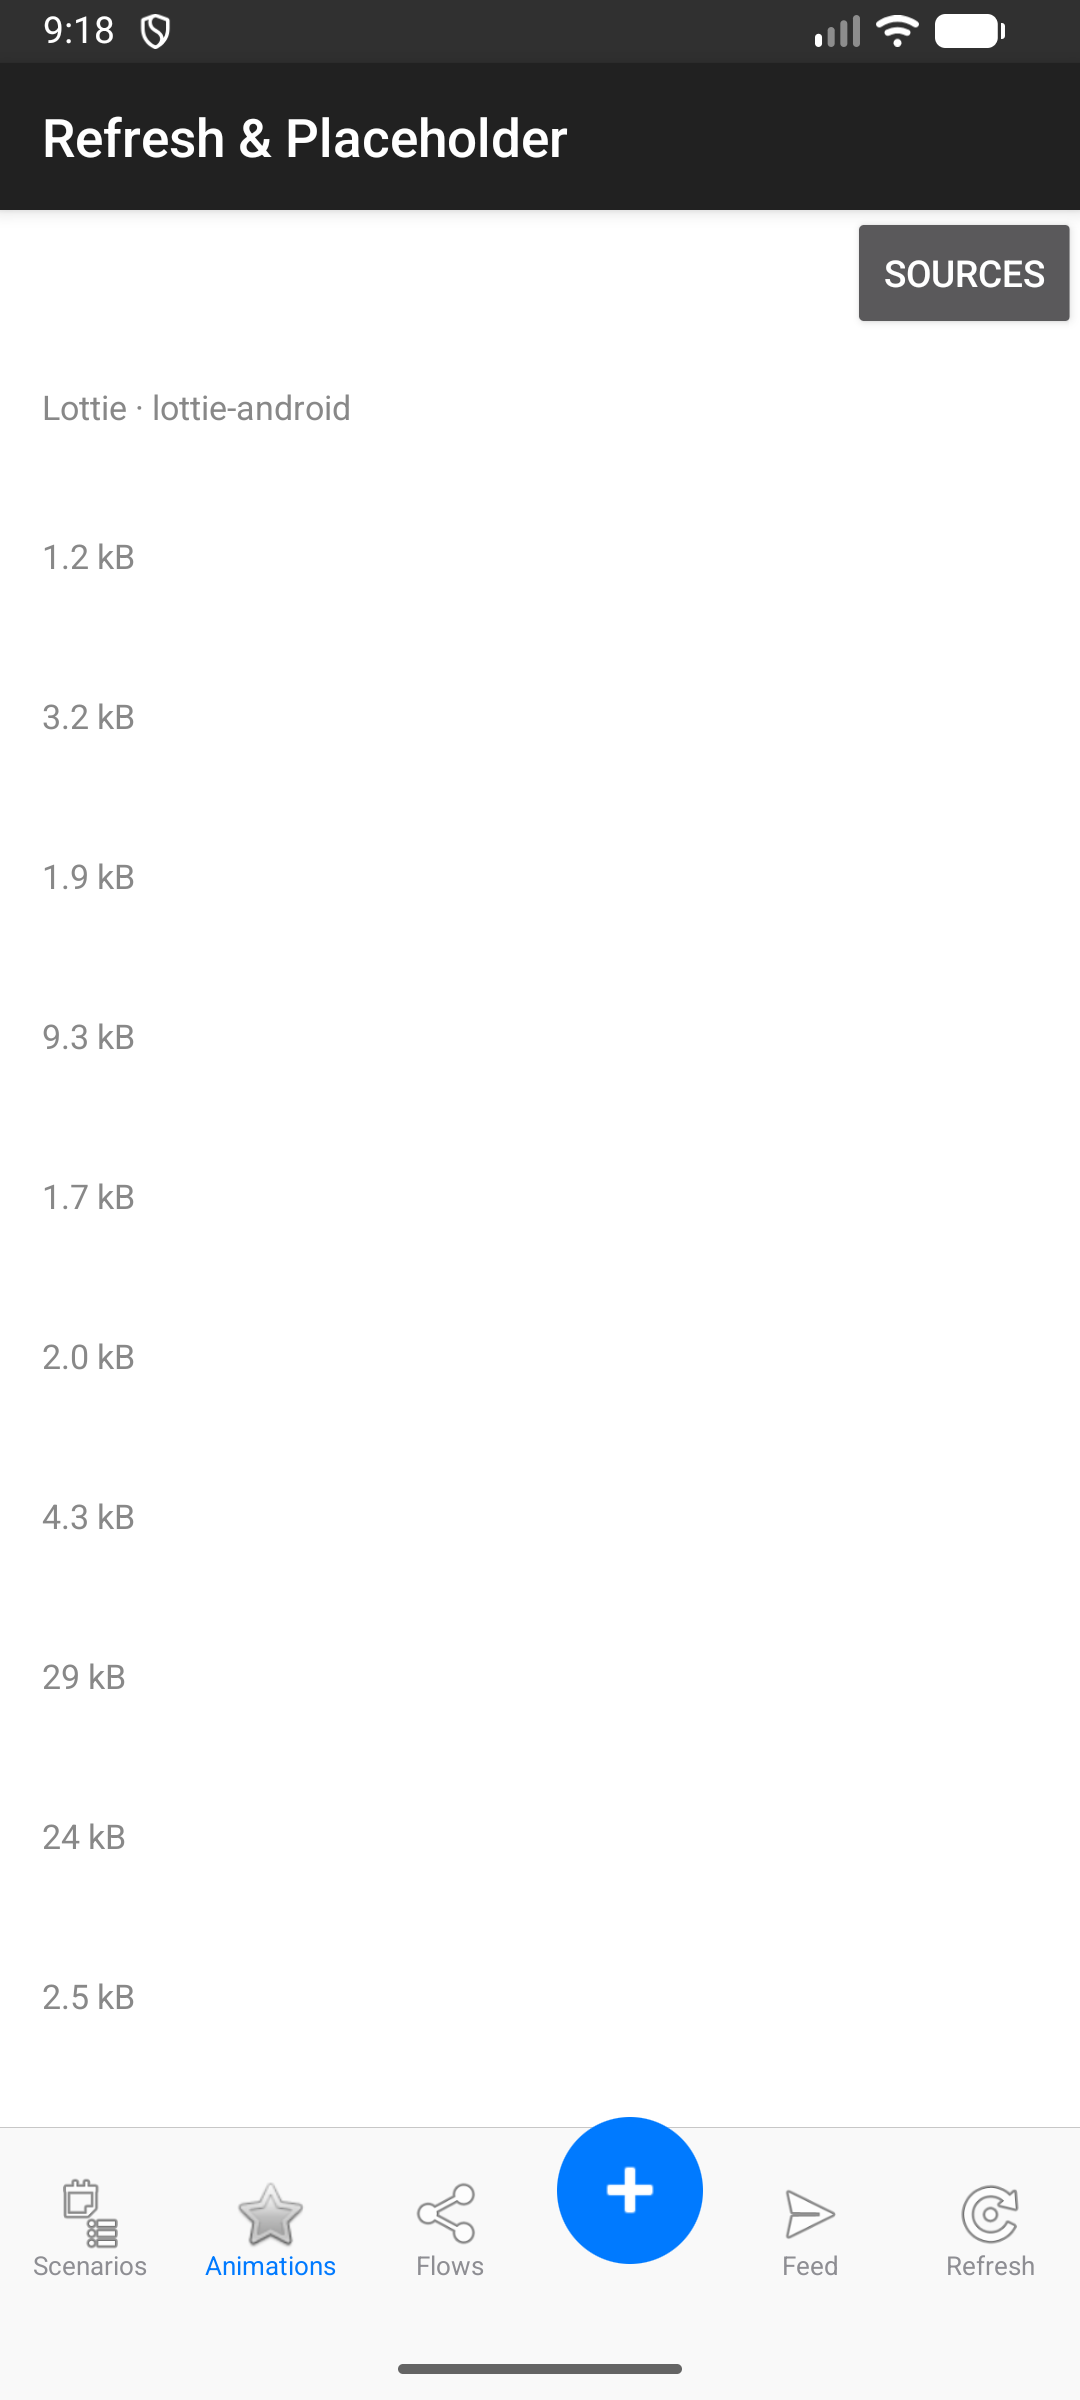 9:18
Refresh & Placeholder
SOURCES
Lottie · lottie-android
1.2 kB
3.2 kB
1.9 kB
9.3 kB
1.7 kB
2.0 kB
4.3 kB
29 kB
24 kB
2.5 kB
Scenarios Animations Flows Feed Refresh